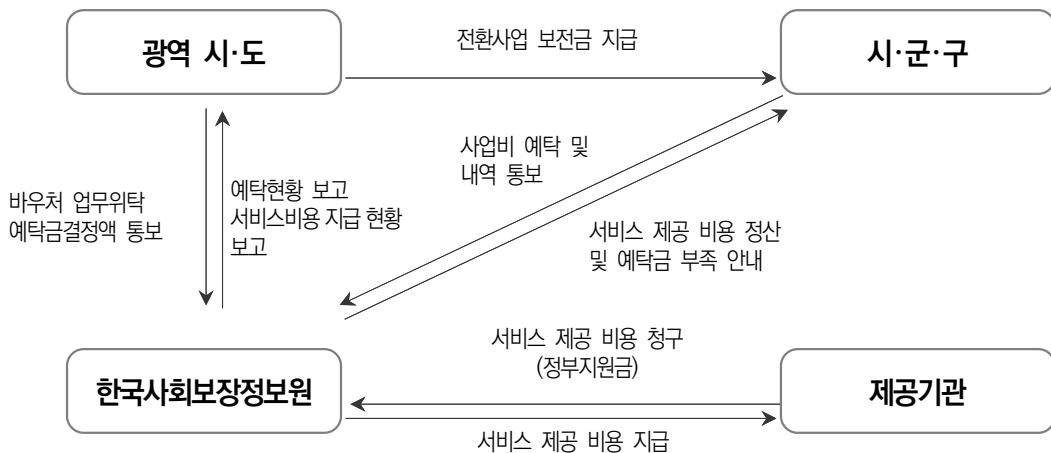 광역 시·도
전환사업 보전금 지급
시·군·구
바우처 업무위탁
예탁금결정액 통보
예탁현황 보고
서비스비용 지급 현황
보고
사업비 예탁 및
내역 통보
서비스 제공 비용 정산
및 예탁금 부족 안내
한국사회보장정보원
서비스 제공 비용 청구
(정부지원금)
서비스 제공 비용 지급
제공기관